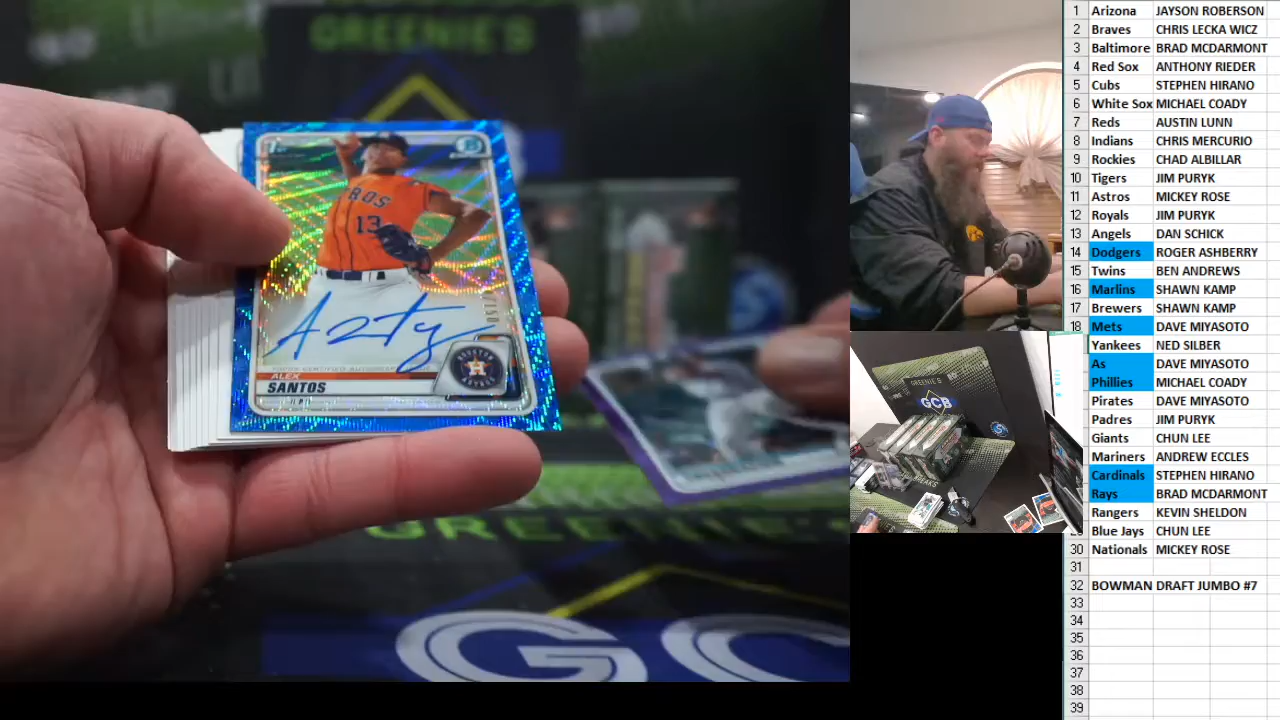 GREENIE'S
BOS
13
ALEX
SANTOS
GREENIE'S
GC
GREENIE'S
GCB
BREAKS
1 Arizona JAYSON ROBERSON
2 Braves CHRIS LECKA WICZ
3 Baltimore BRAD MCDARMONT
4 Red Sox ANTHONY RIEDER
5 Cubs STEPHEN HIRANO
6 White Sox MICHAEL COADY
7 Reds AUSTIN LUNN
8 Indians CHRIS MERCURIO
9 Rockies CHAD ALBILLAR
10 Tigers JIM PURYK
11 Astros MICKEY ROSE
12 Royals JIM PURYK
13 Angels DAN SCHICK
14 Dodgers ROGER ASHBERRY
15 Twins BEN ANDREWS
16 Marlins SHAWN KAMP
17 Brewers SHAWN KAMP
18 Mets DAVE MIYASOTO
Yankees NED SILBER
As DAVE MIYASOTO
Phillies MICHAEL COADY
Pirates DAVE MIYASOTO
Padres JIM PURYK
Giants CHUN LEE
Mariners ANDREW ECCLES
Cardinals STEPHEN HIRANO
Rays BRAD MCDARMONT
Rangers KEVIN SHELDON
Blue Jays CHUN LEE
30 Nationals MICKEY ROSE
31
32 BOWMAN DRAFT JUMBO #7
33
34
35
36
37
38
39